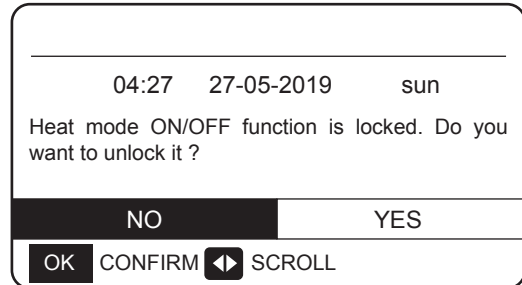 04:27 27-05-2019 sun
Heat mode ON/OFF function is locked. Do you
want to unlock it ?
NO YES
OK CONFIRM SCROLL